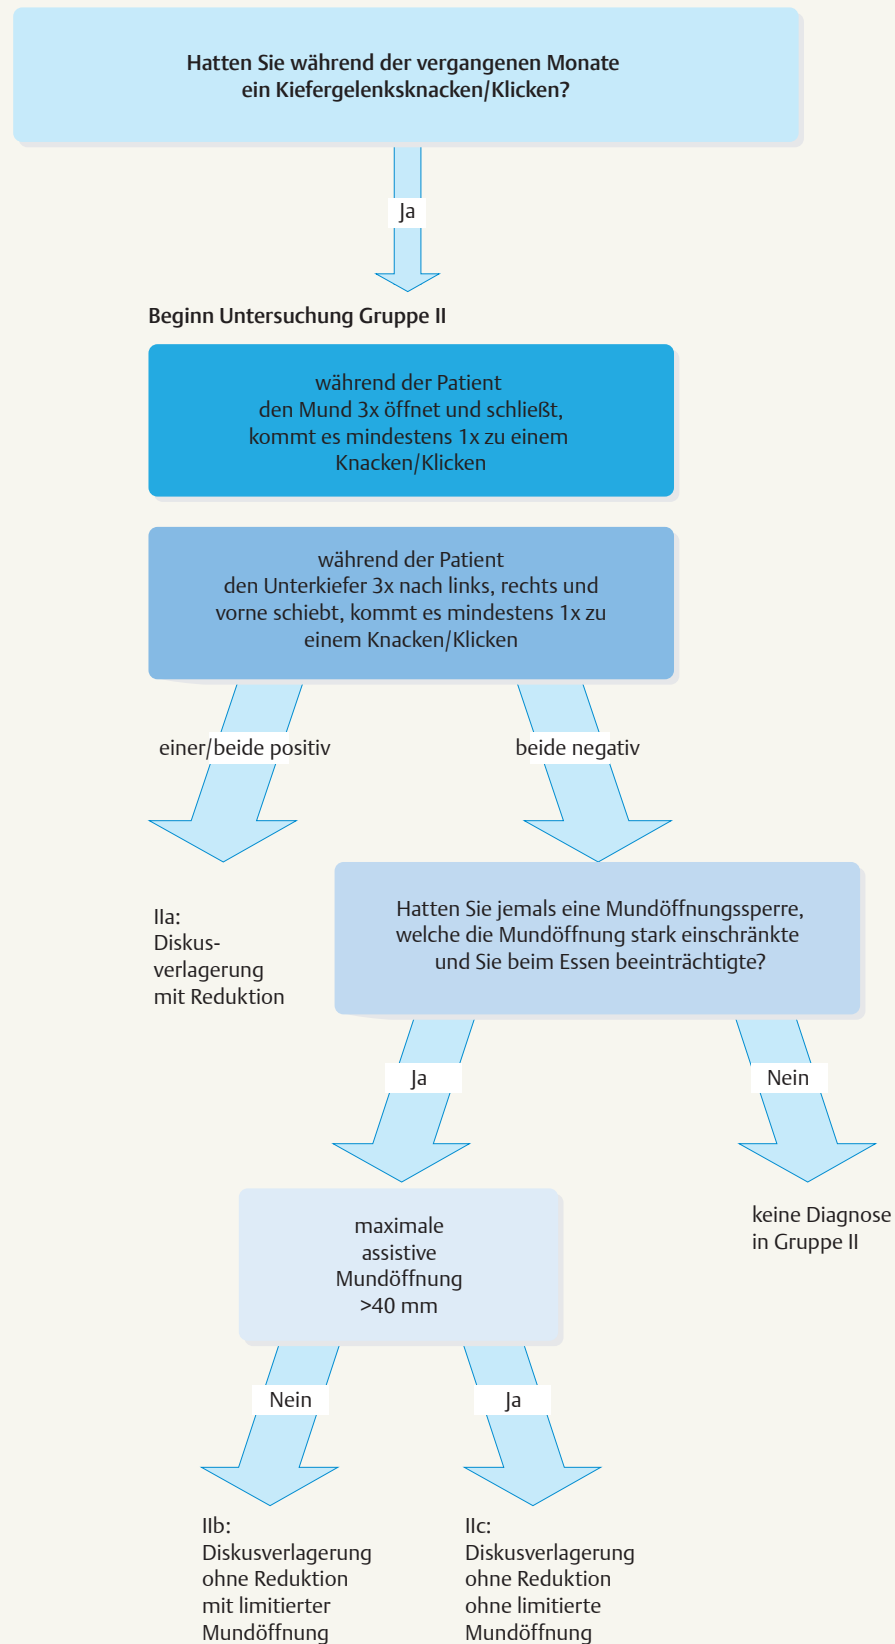 Hatten Sie während der vergangenen Monate
ein Kiefergelenksknacken/Klicken?
Ja
Beginn Untersuchung Gruppe II
während der Patient
den Mund 3x öffnet und schließt,
kommt es mindestens 1x zu einem
Knacken/Klicken
während der Patient
den Unterkiefer 3x nach links, rechts und
vorne schiebt, kommt es mindestens 1x zu
einem Knacken/Klicken
einer/beide positiv
beide negativ
IIa:
Diskus-
verlagerung
mit Reduktion
Hatten Sie jemals eine Mundöffnungssperre,
welche die Mundöffnung stark einschränkte
und Sie beim Essen beeinträchtigte?
Ja
Nein
maximale
assistive
Mundöffnung
>40 mm
keine Diagnose
in Gruppe II
Nein
Ja
IIb:
Diskusverlagerung
ohne Reduktion
mit limitierter
Mundöffnung
IIc:
Diskusverlagerung
ohne Reduktion
ohne limitierte
Mundöffnung